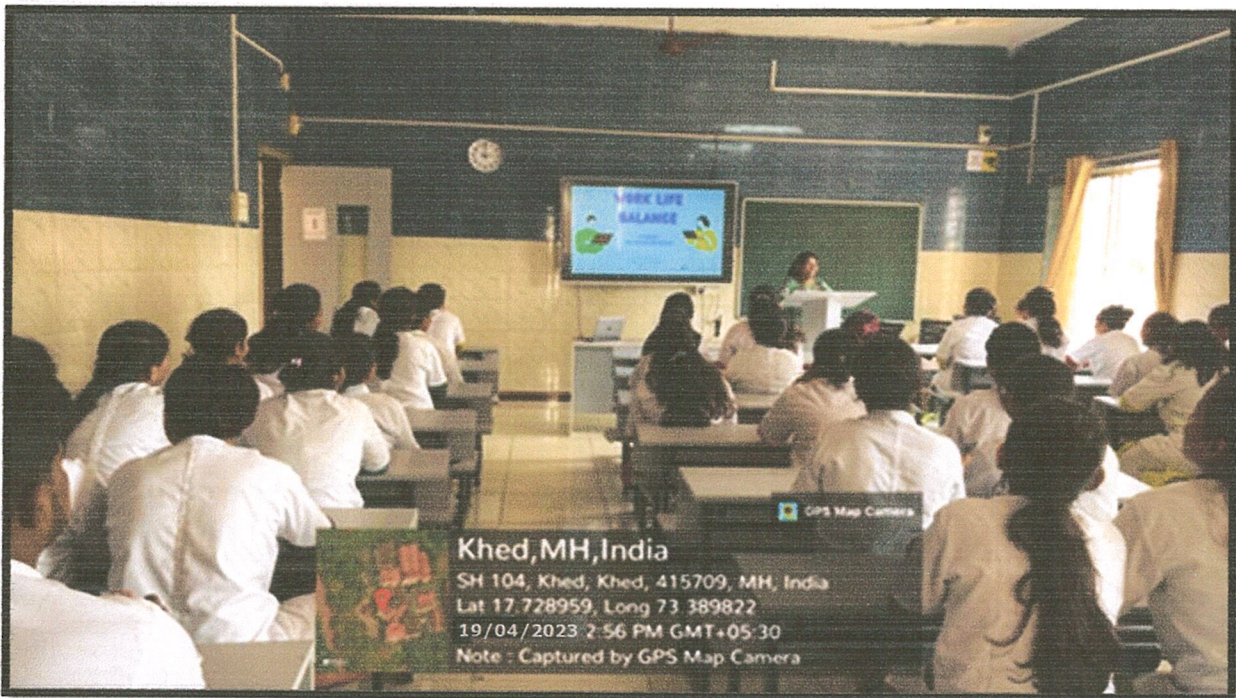 WORK LIFE
BALANCE
GPS Map Camera
Khed,MH,India
SH 104, Khed, Khed, 415709, MH, India
Lat 17.728959, Long 73.389822
19/04/2023 2:56 PM GMT+05:30
Note : Captured by GPS Map Camera